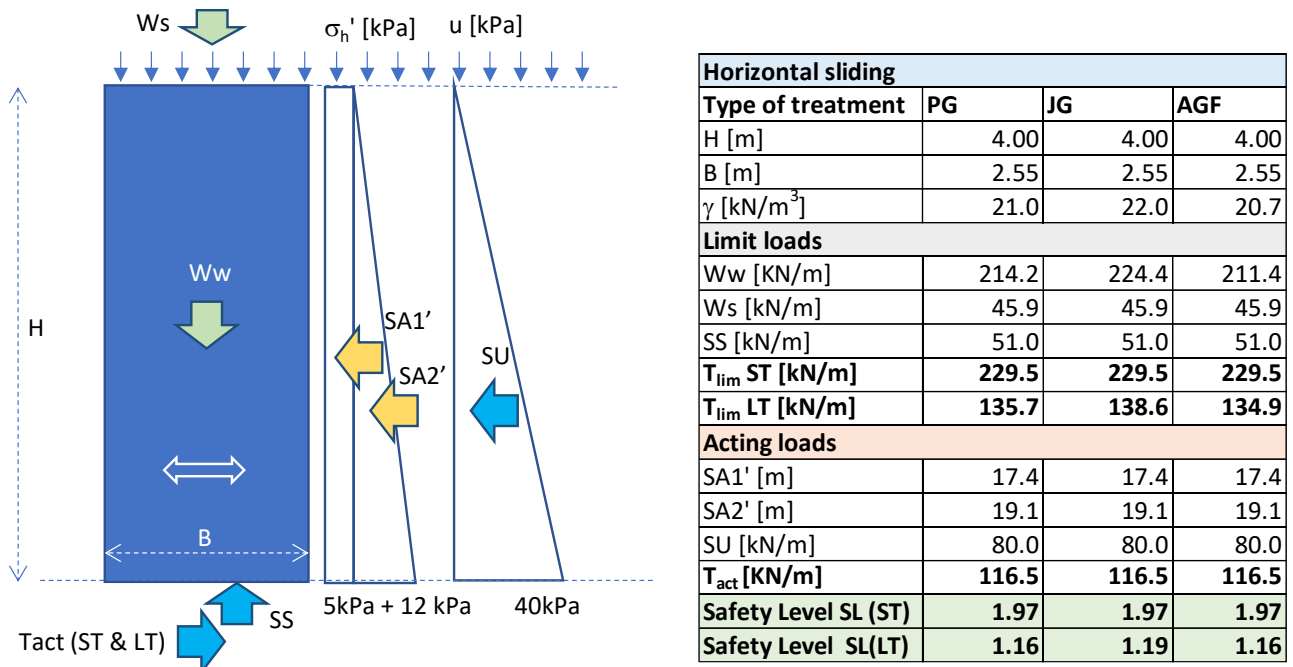 Ws
σh' [kPa]
u [kPa]
H
Ww
SA1’
SA2’
SU
B
5kPa + 12 kPa
40kPa
SS
Tact (ST & LT)
Horizontal sliding
Type of treatment PG JG AGF
H [m] 4.00 4.00 4.00
B [m] 2.55 2.55 2.55
γ [kN/m³] 21.0 22.0 20.7
Limit loads
Ww [KN/m] 214.2 224.4 211.4
Ws [kN/m] 45.9 45.9 45.9
SS [kN/m] 51.0 51.0 51.0
Tlim ST [kN/m] 229.5 229.5 229.5
Tlim LT [kN/m] 135.7 138.6 134.9
Acting loads
SA1' [m] 17.4 17.4 17.4
SA2' [m] 19.1 19.1 19.1
SU [kN/m] 80.0 80.0 80.0
Tact [KN/m] 116.5 116.5 116.5
Safety Level SL (ST) 1.97 1.97 1.97
Safety Level SL(LT) 1.16 1.19 1.16